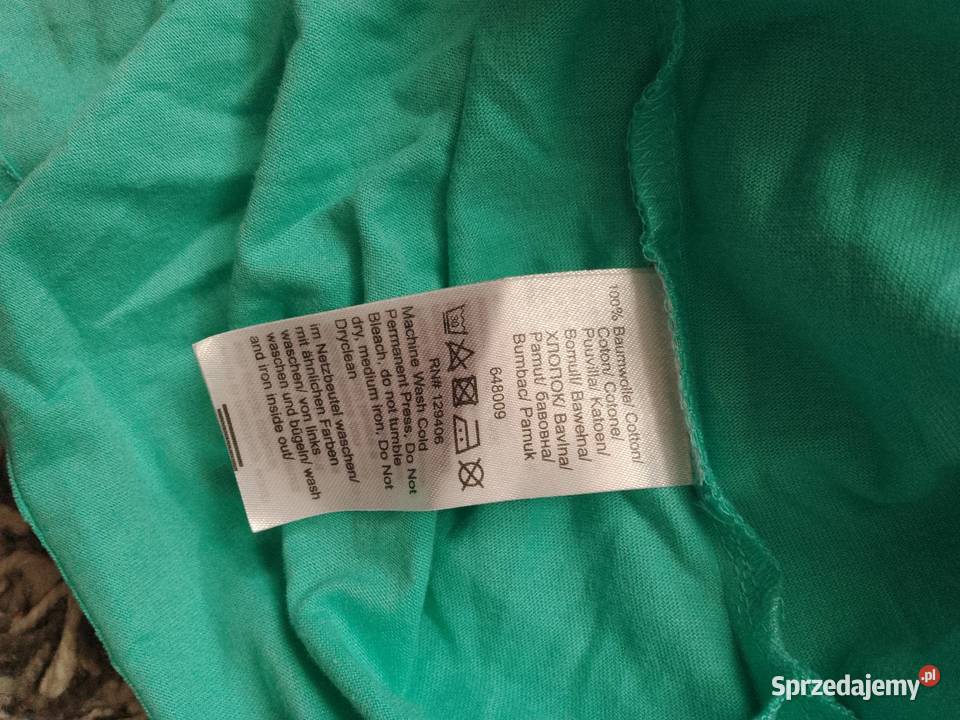 100% Baumwolle/ Cotton/
Coton/ Cotone/
Puuvilla/ Katoen/
Bomull/ Bawełna/
ХЛОПОК/ Bavlna/
Pamut/ бавовна/
Bumbac/ Pamuk
648009
30
RN# 129406
Machine Wash Cold
Permanent Press, Do Not
Bleach, do not tumble
dry, medium iron, Do Not
Dryclean
im Netzbeutel waschen/
mit ähnlichen Farben
waschen/ von links
waschen und bügeln/ wash
and iron inside out/
Sprzedajemy.pl